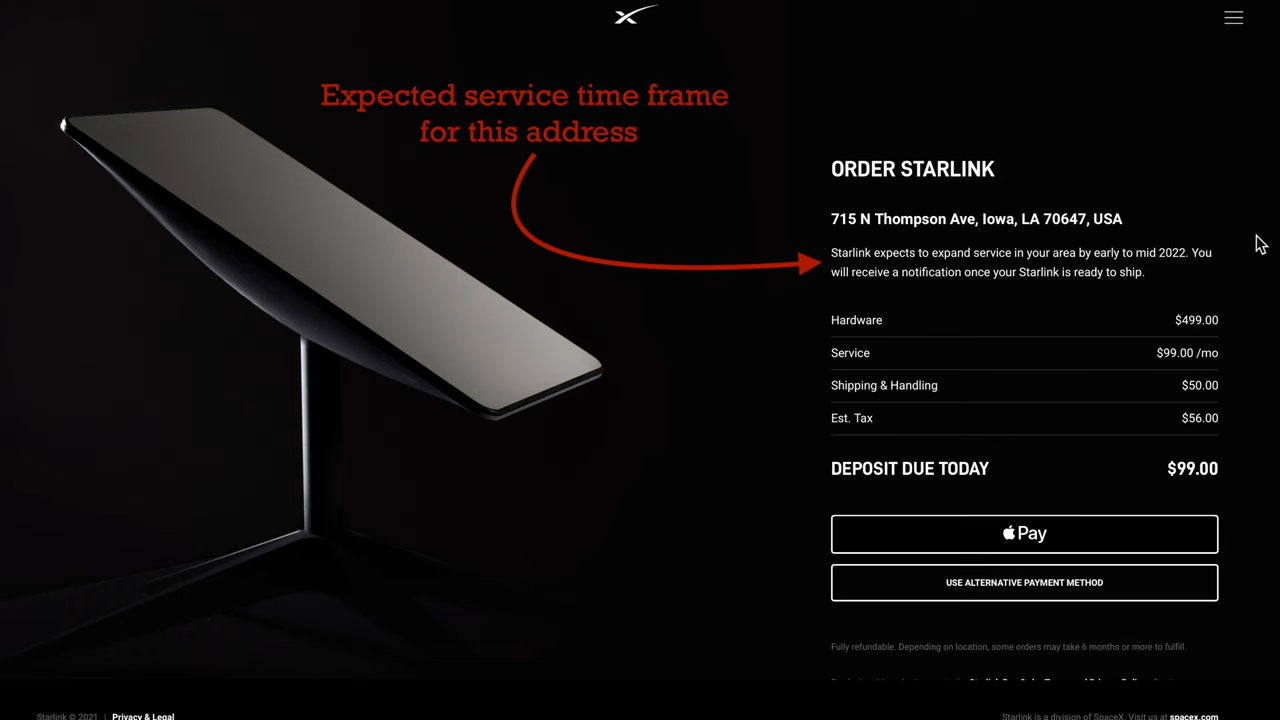 Expected service time frame
for this address
ORDER STARLINK
715 N Thompson Ave, Iowa, LA 70647, USA
Starlink expects to expand service in your area by early to mid 2022. You
will receive a notification once your Starlink is ready to ship.
Hardware $499.00
Service $99.00 /mo
Shipping & Handling $50.00
Est. Tax $56.00
DEPOSIT DUE TODAY $99.00
Pay
USE ALTERNATIVE PAYMENT METHOD
Fully refundable. Depending on location, some orders may take 6 months or more to fulfill.
Starlink © 2021 | Privacy & Legal
Starlink is a division of SpaceX. Visit us at spacex.com